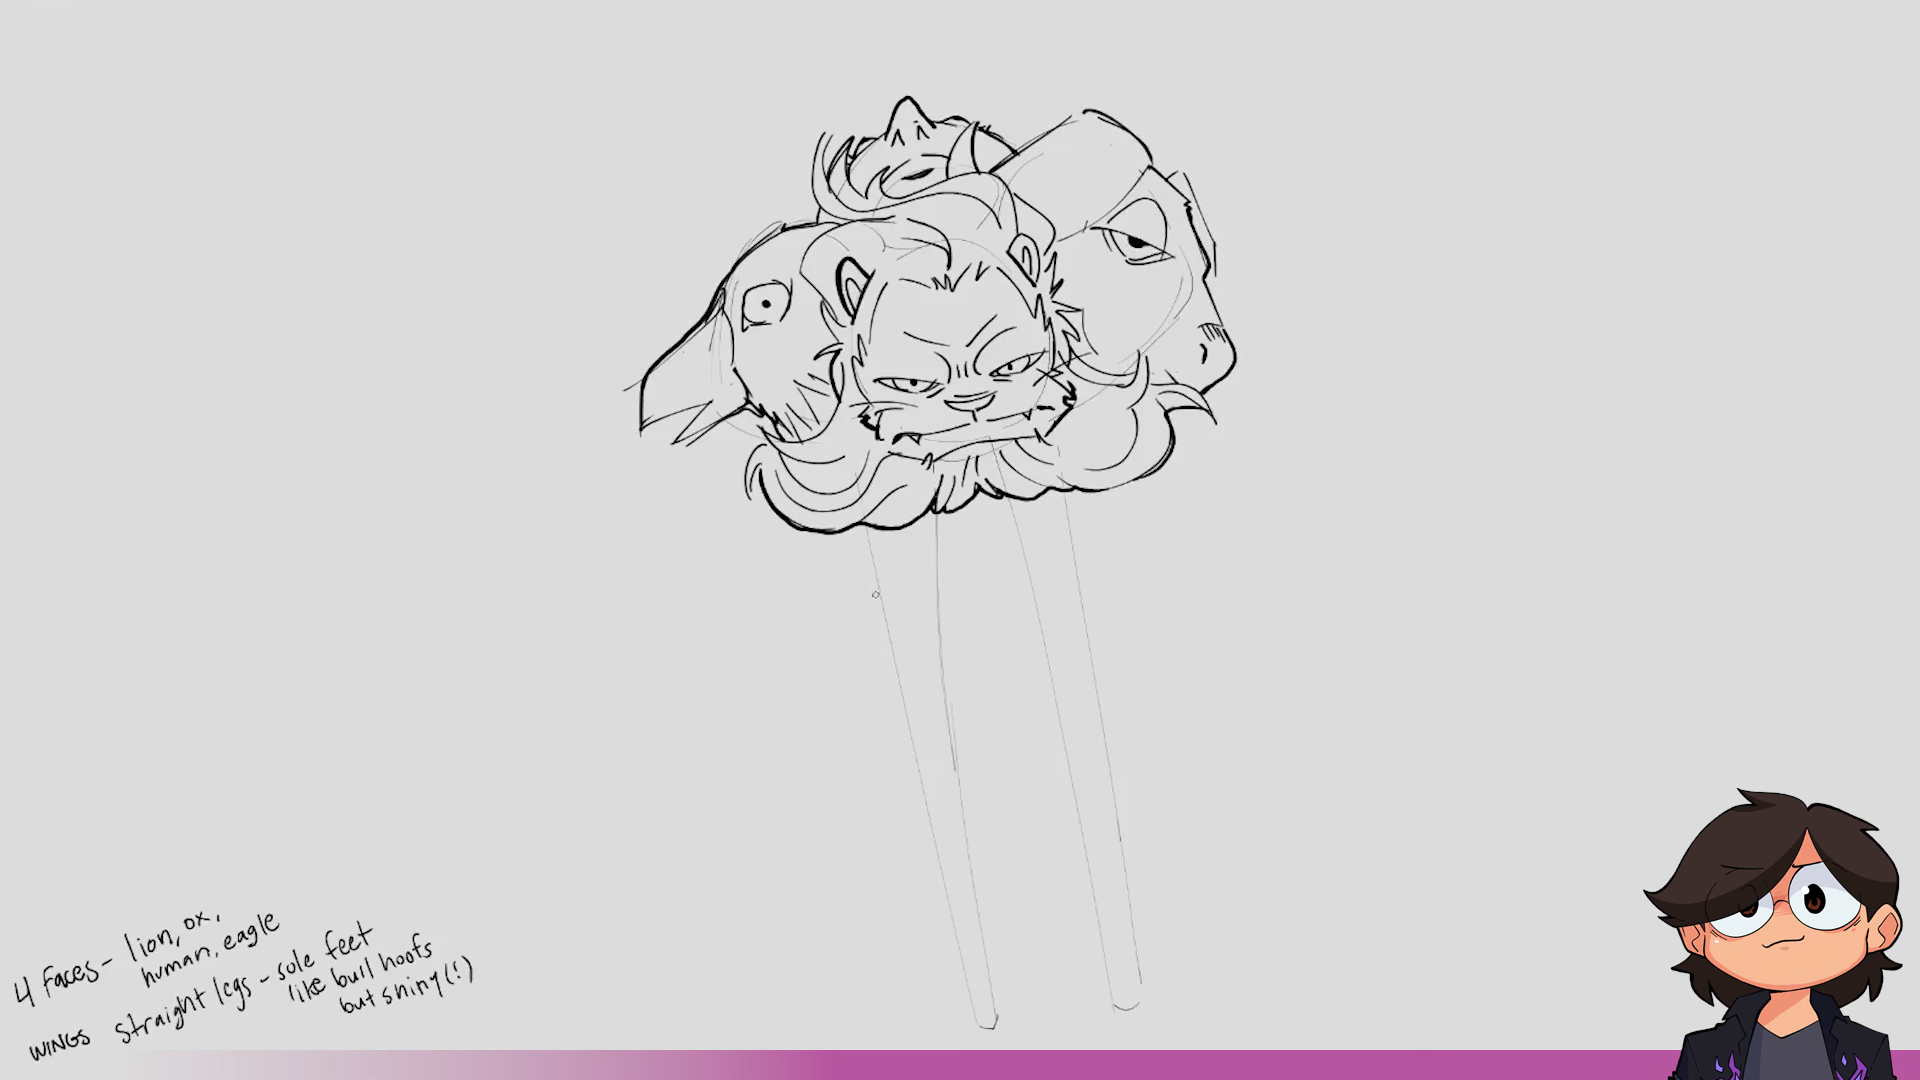 4 faces - lion, ox,
human, eagle
straight legs - sole feet
like bull hoofs
but shiny(!)
WINGS